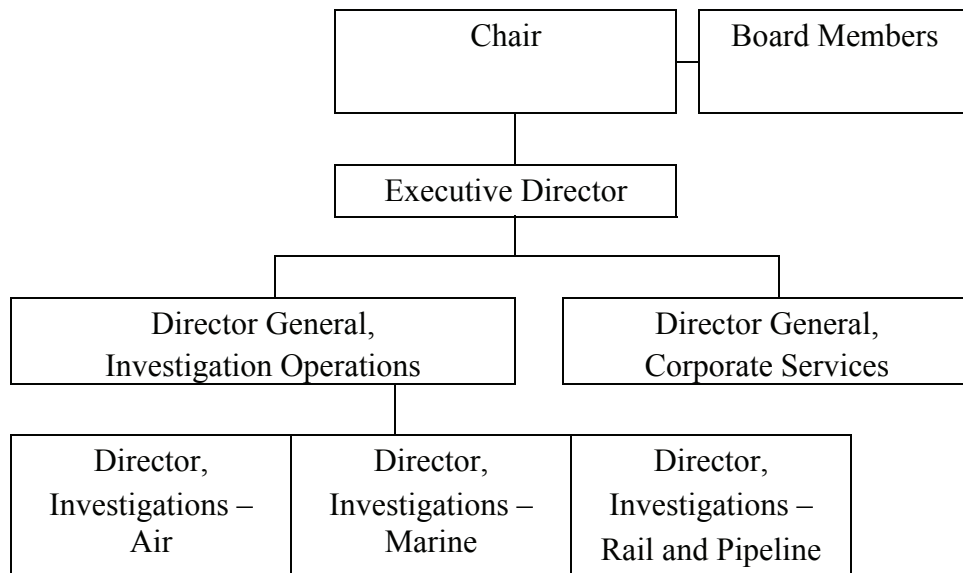 Chair
Board Members
Executive Director
Director General,
Investigation Operations
Director General,
Corporate Services
Director,
Investigations –
Air
Director,
Investigations –
Marine
Director,
Investigations –
Rail and Pipeline